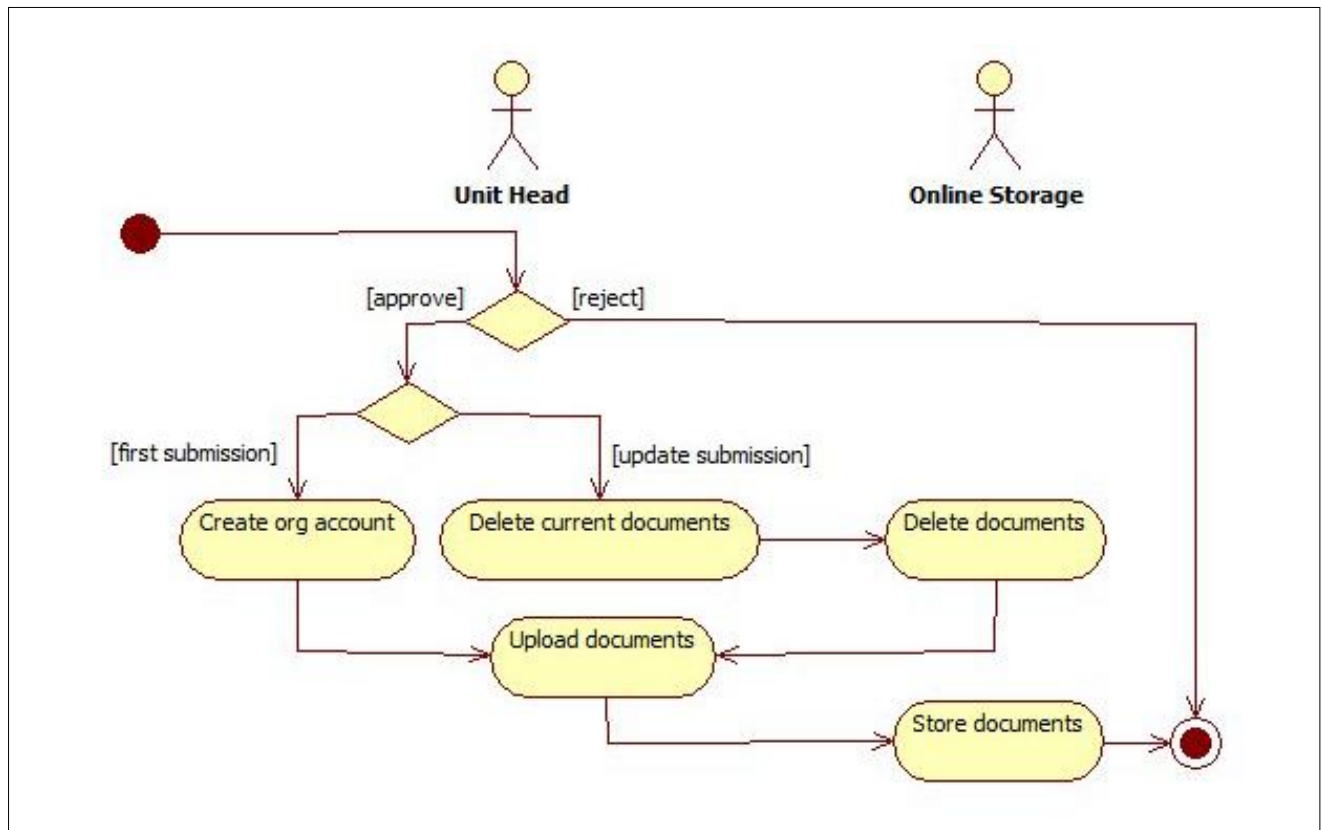 Unit Head
Online Storage
[approve]
[reject]
[first submission]
[update submission]
Create org account
Delete current documents
Delete documents
Upload documents
Store documents